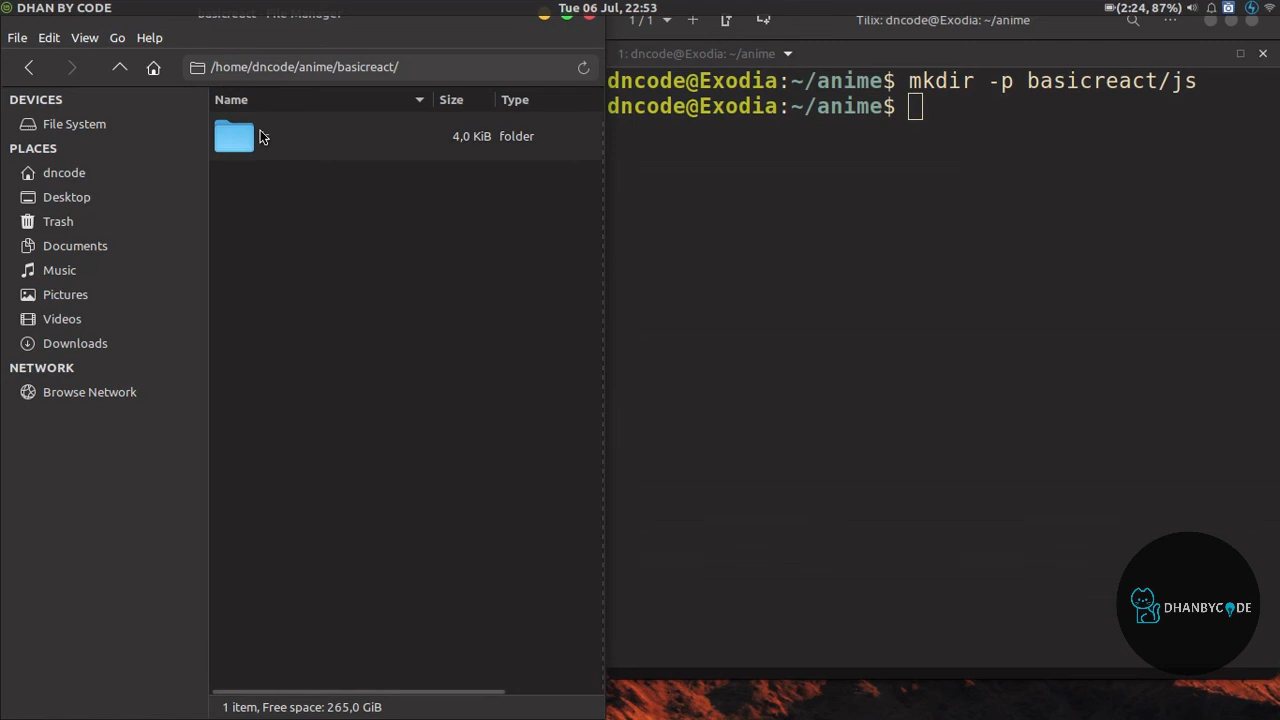 DHAN BY CODE
Tue 06 Jul, 22:53
(2:24, 87%)
basicreact - File Manager
File Edit View Go Help
/home/dncode/anime/basicreact/
DEVICES
File System
PLACES
dncode
Desktop
Trash
Documents
Music
Pictures
Videos
Downloads
NETWORK
Browse Network
Name Size Type
4,0 KiB folder
1 item, Free space: 265,0 GiB
1 / 1
Tilix: dncode@Exodia: ~/anime
1: dncode@Exodia: ~/anime
dncode@Exodia:~/anime$ mkdir -p basicreact/js
dncode@Exodia:~/anime$
DHANBYCODE